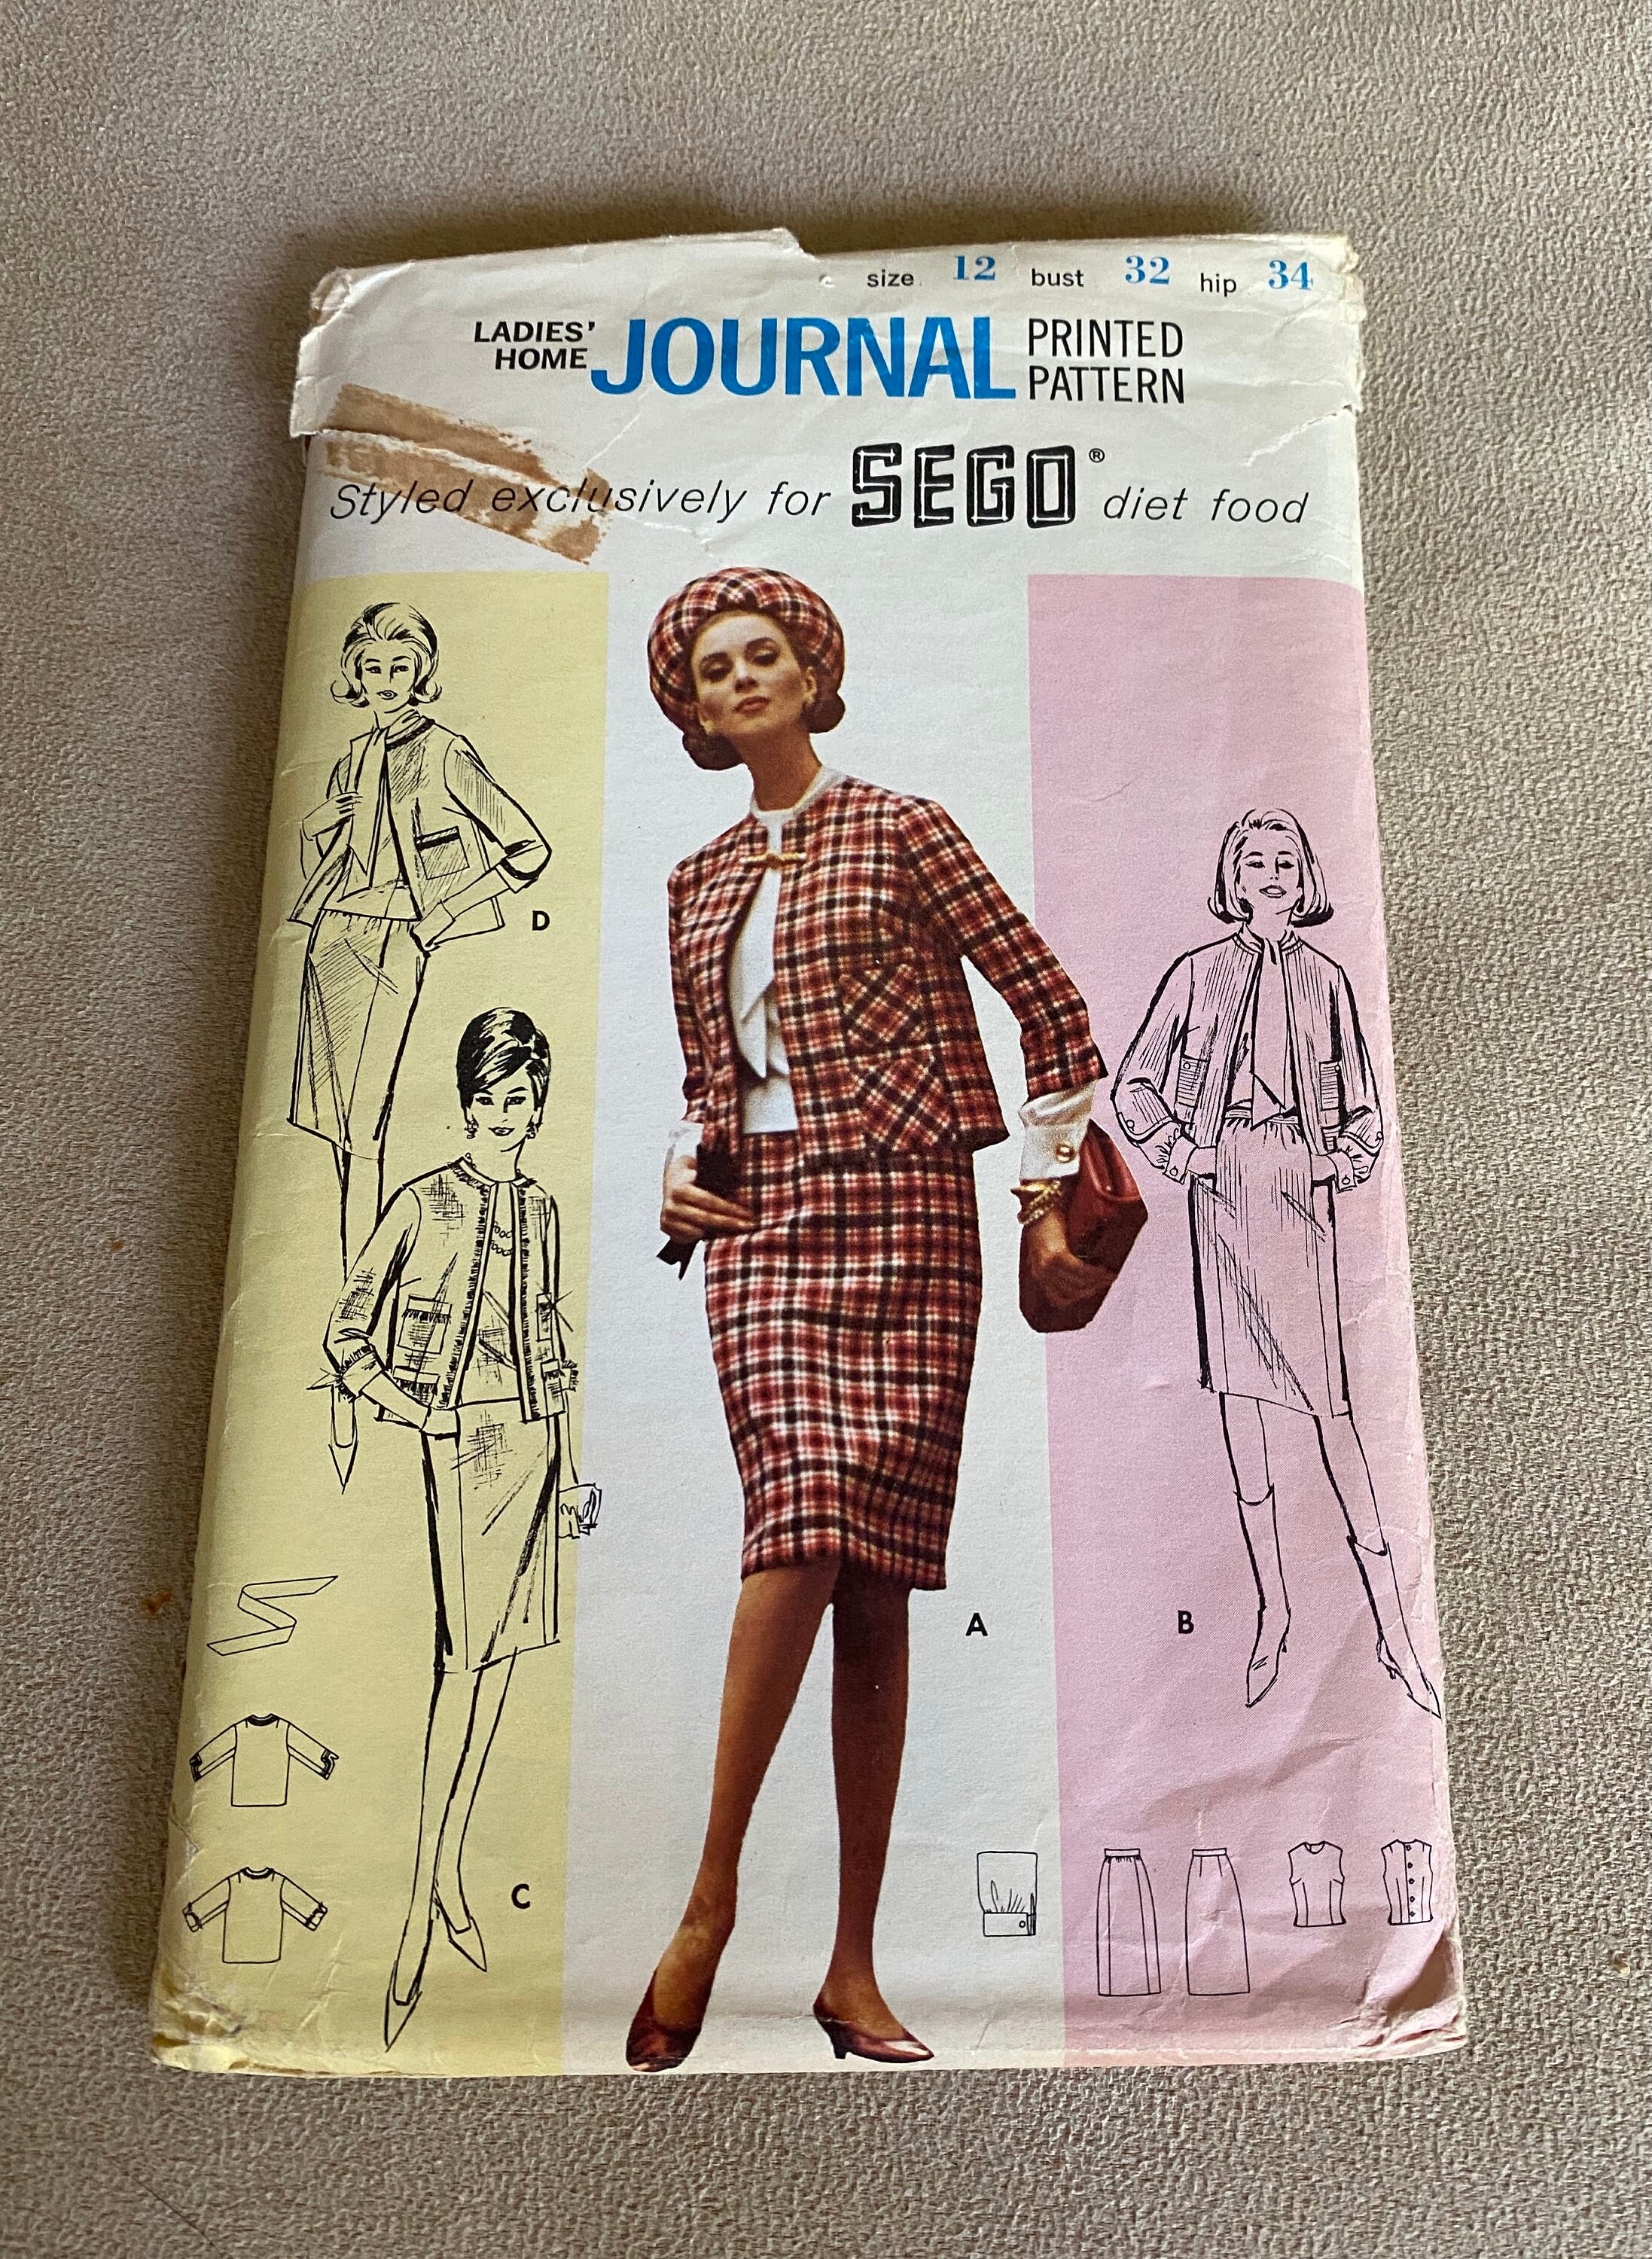 size 12 bust 32 hip 34
LADIES' HOME JOURNAL PRINTED PATTERN
Styled exclusively for SEGO® diet food
D
A
B
C